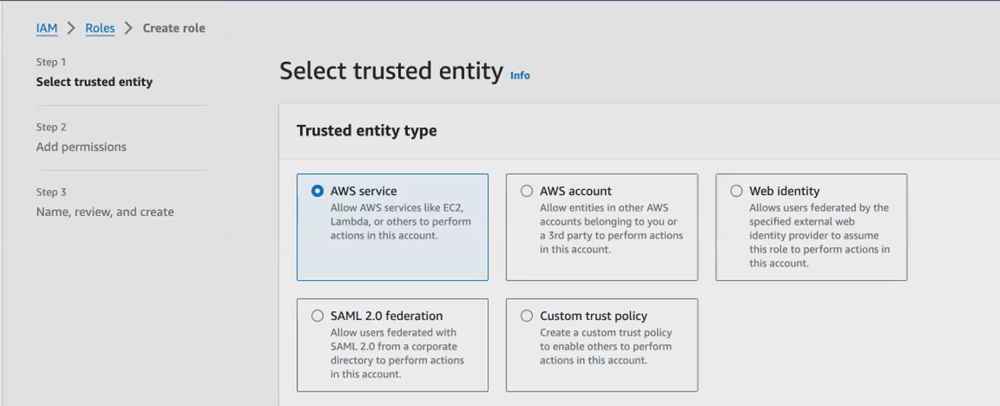 IAM > Roles > Create role
Step 1
Select trusted entity
Step 2
Add permissions
Step 3
Name, review, and create
Select trusted entity Info
Trusted entity type
AWS service
Allow AWS services like EC2,
Lambda, or others to perform
actions in this account.
AWS account
Allow entities in other AWS
accounts belonging to you or
a 3rd party to perform actions
in this account.
Web identity
Allows users federated by the
specified external web
identity provider to assume
this role to perform actions in
this account.
SAML 2.0 federation
Allow users federated with
SAML 2.0 from a corporate
directory to perform actions
in this account.
Custom trust policy
Create a custom trust policy
to enable others to perform
actions in this account.